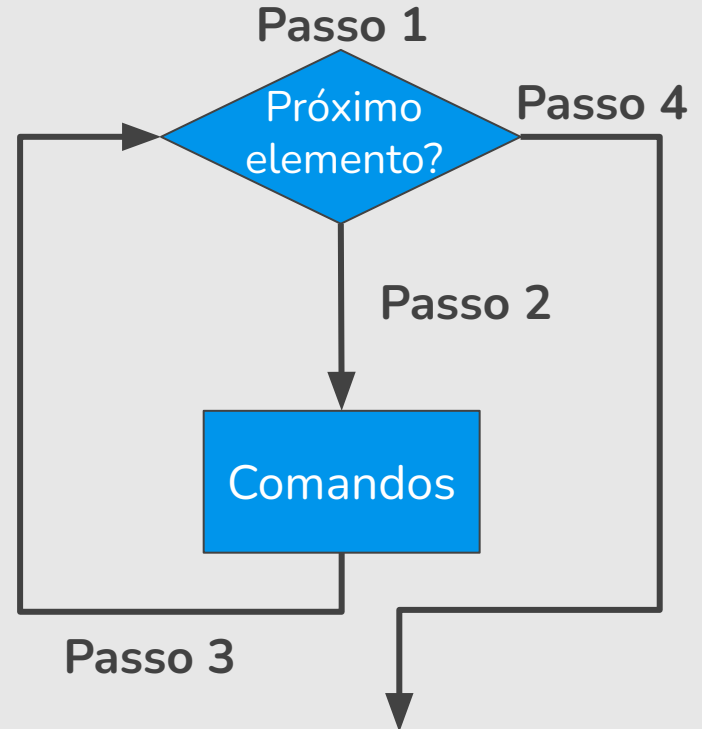 Passo 1
Próximo
elemento?
Passo 4
Passo 2
Comandos
Passo 3